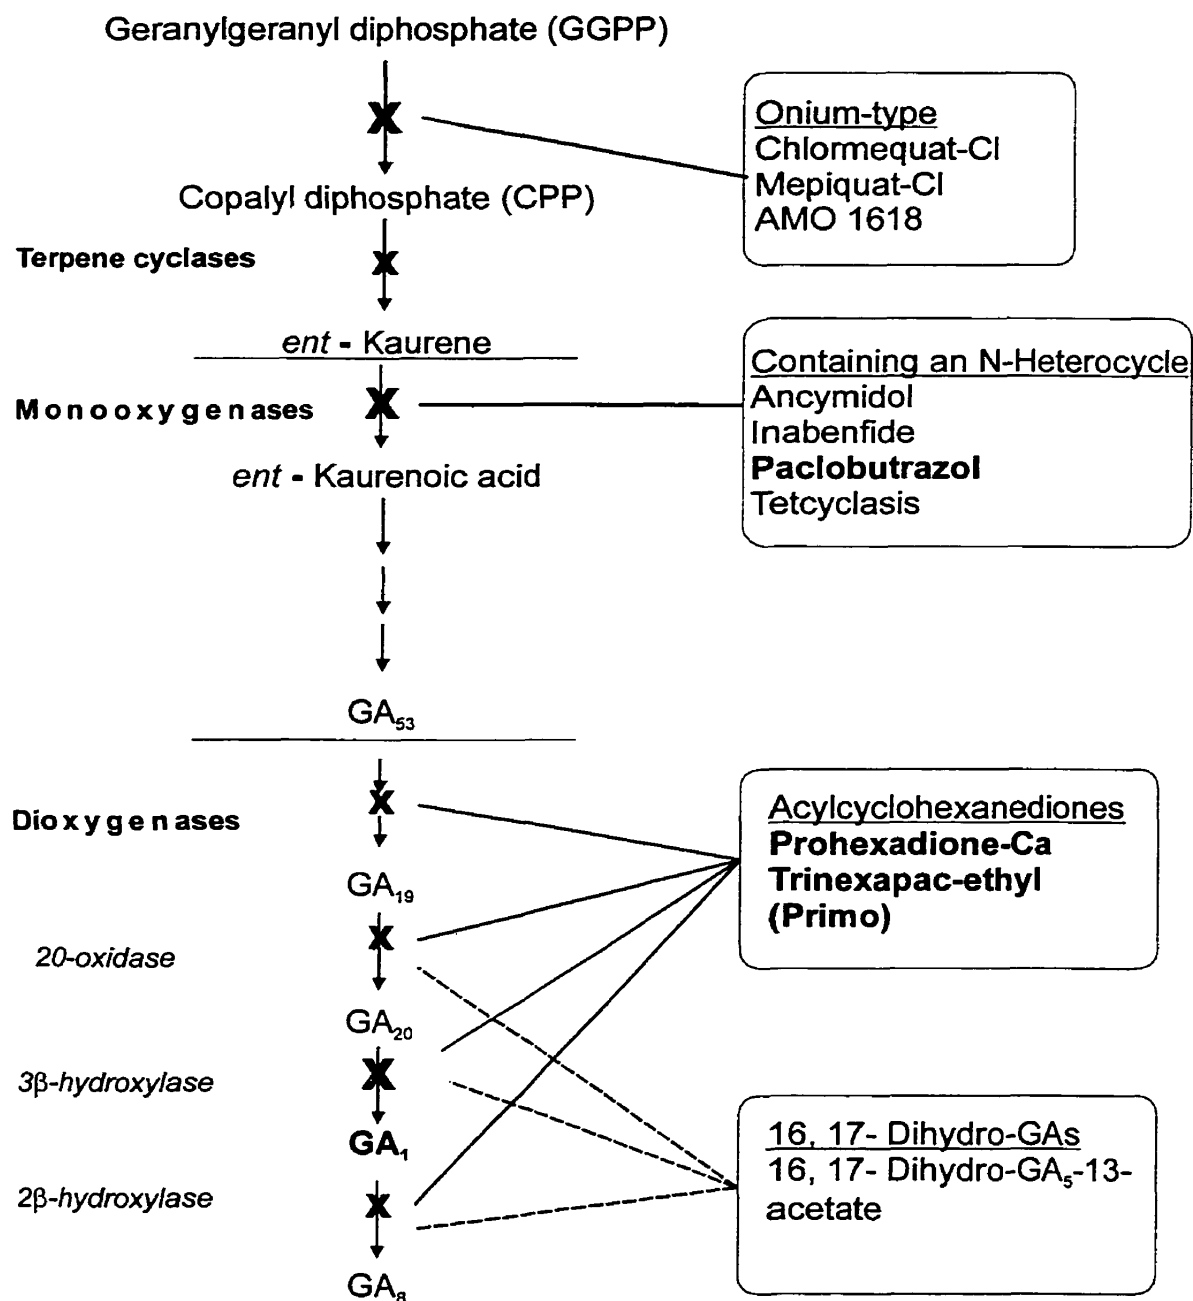 Geranylgeranyl diphosphate (GGPP)
X
Onium-type
Chlormequat-Cl
Mepiquat-Cl
AMO 1618
Copalyl diphosphate (CPP)
Terpene cyclases
X
ent - Kaurene
Containing an N-Heterocycle
Ancymidol
Inabenfide
Paclobutrazol
Tetcyclasis
Monooxygenases
X
ent - Kaurenoic acid
GA53
Dioxygenases
X
Acylcyclohexanediones
Prohexadione-Ca
Trinexapac-ethyl
(Primo)
GA19
X
20-oxidase
GA20
3β-hydroxylase
X
GA1
16, 17- Dihydro-GAs
16, 17- Dihydro-GA5-13-
acetate
2β-hydroxylase
X
GA8